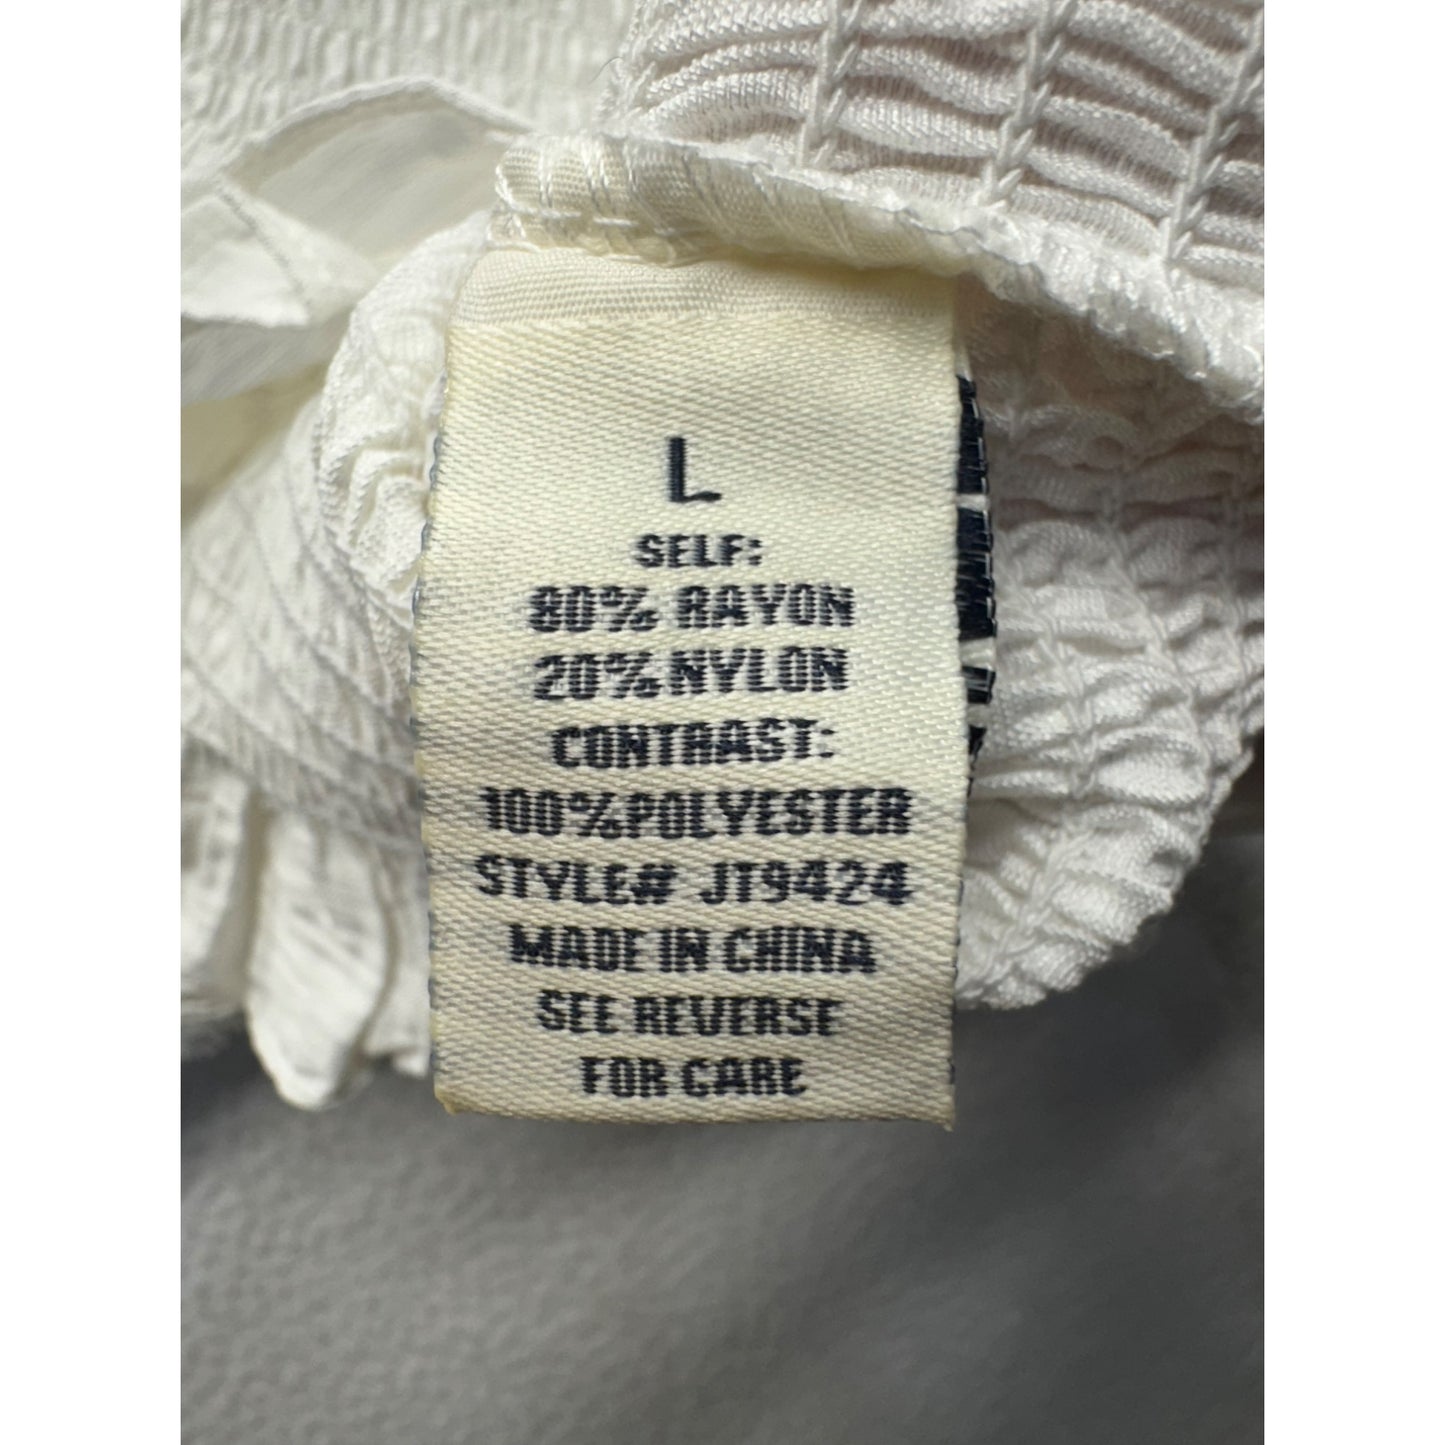 L
SELF:
80% RAYON
20% NYLON
CONTRAST:
100% POLYESTER
STYLE# JT9424
MADE IN CHINA
SEE REVERSE
FOR CARE